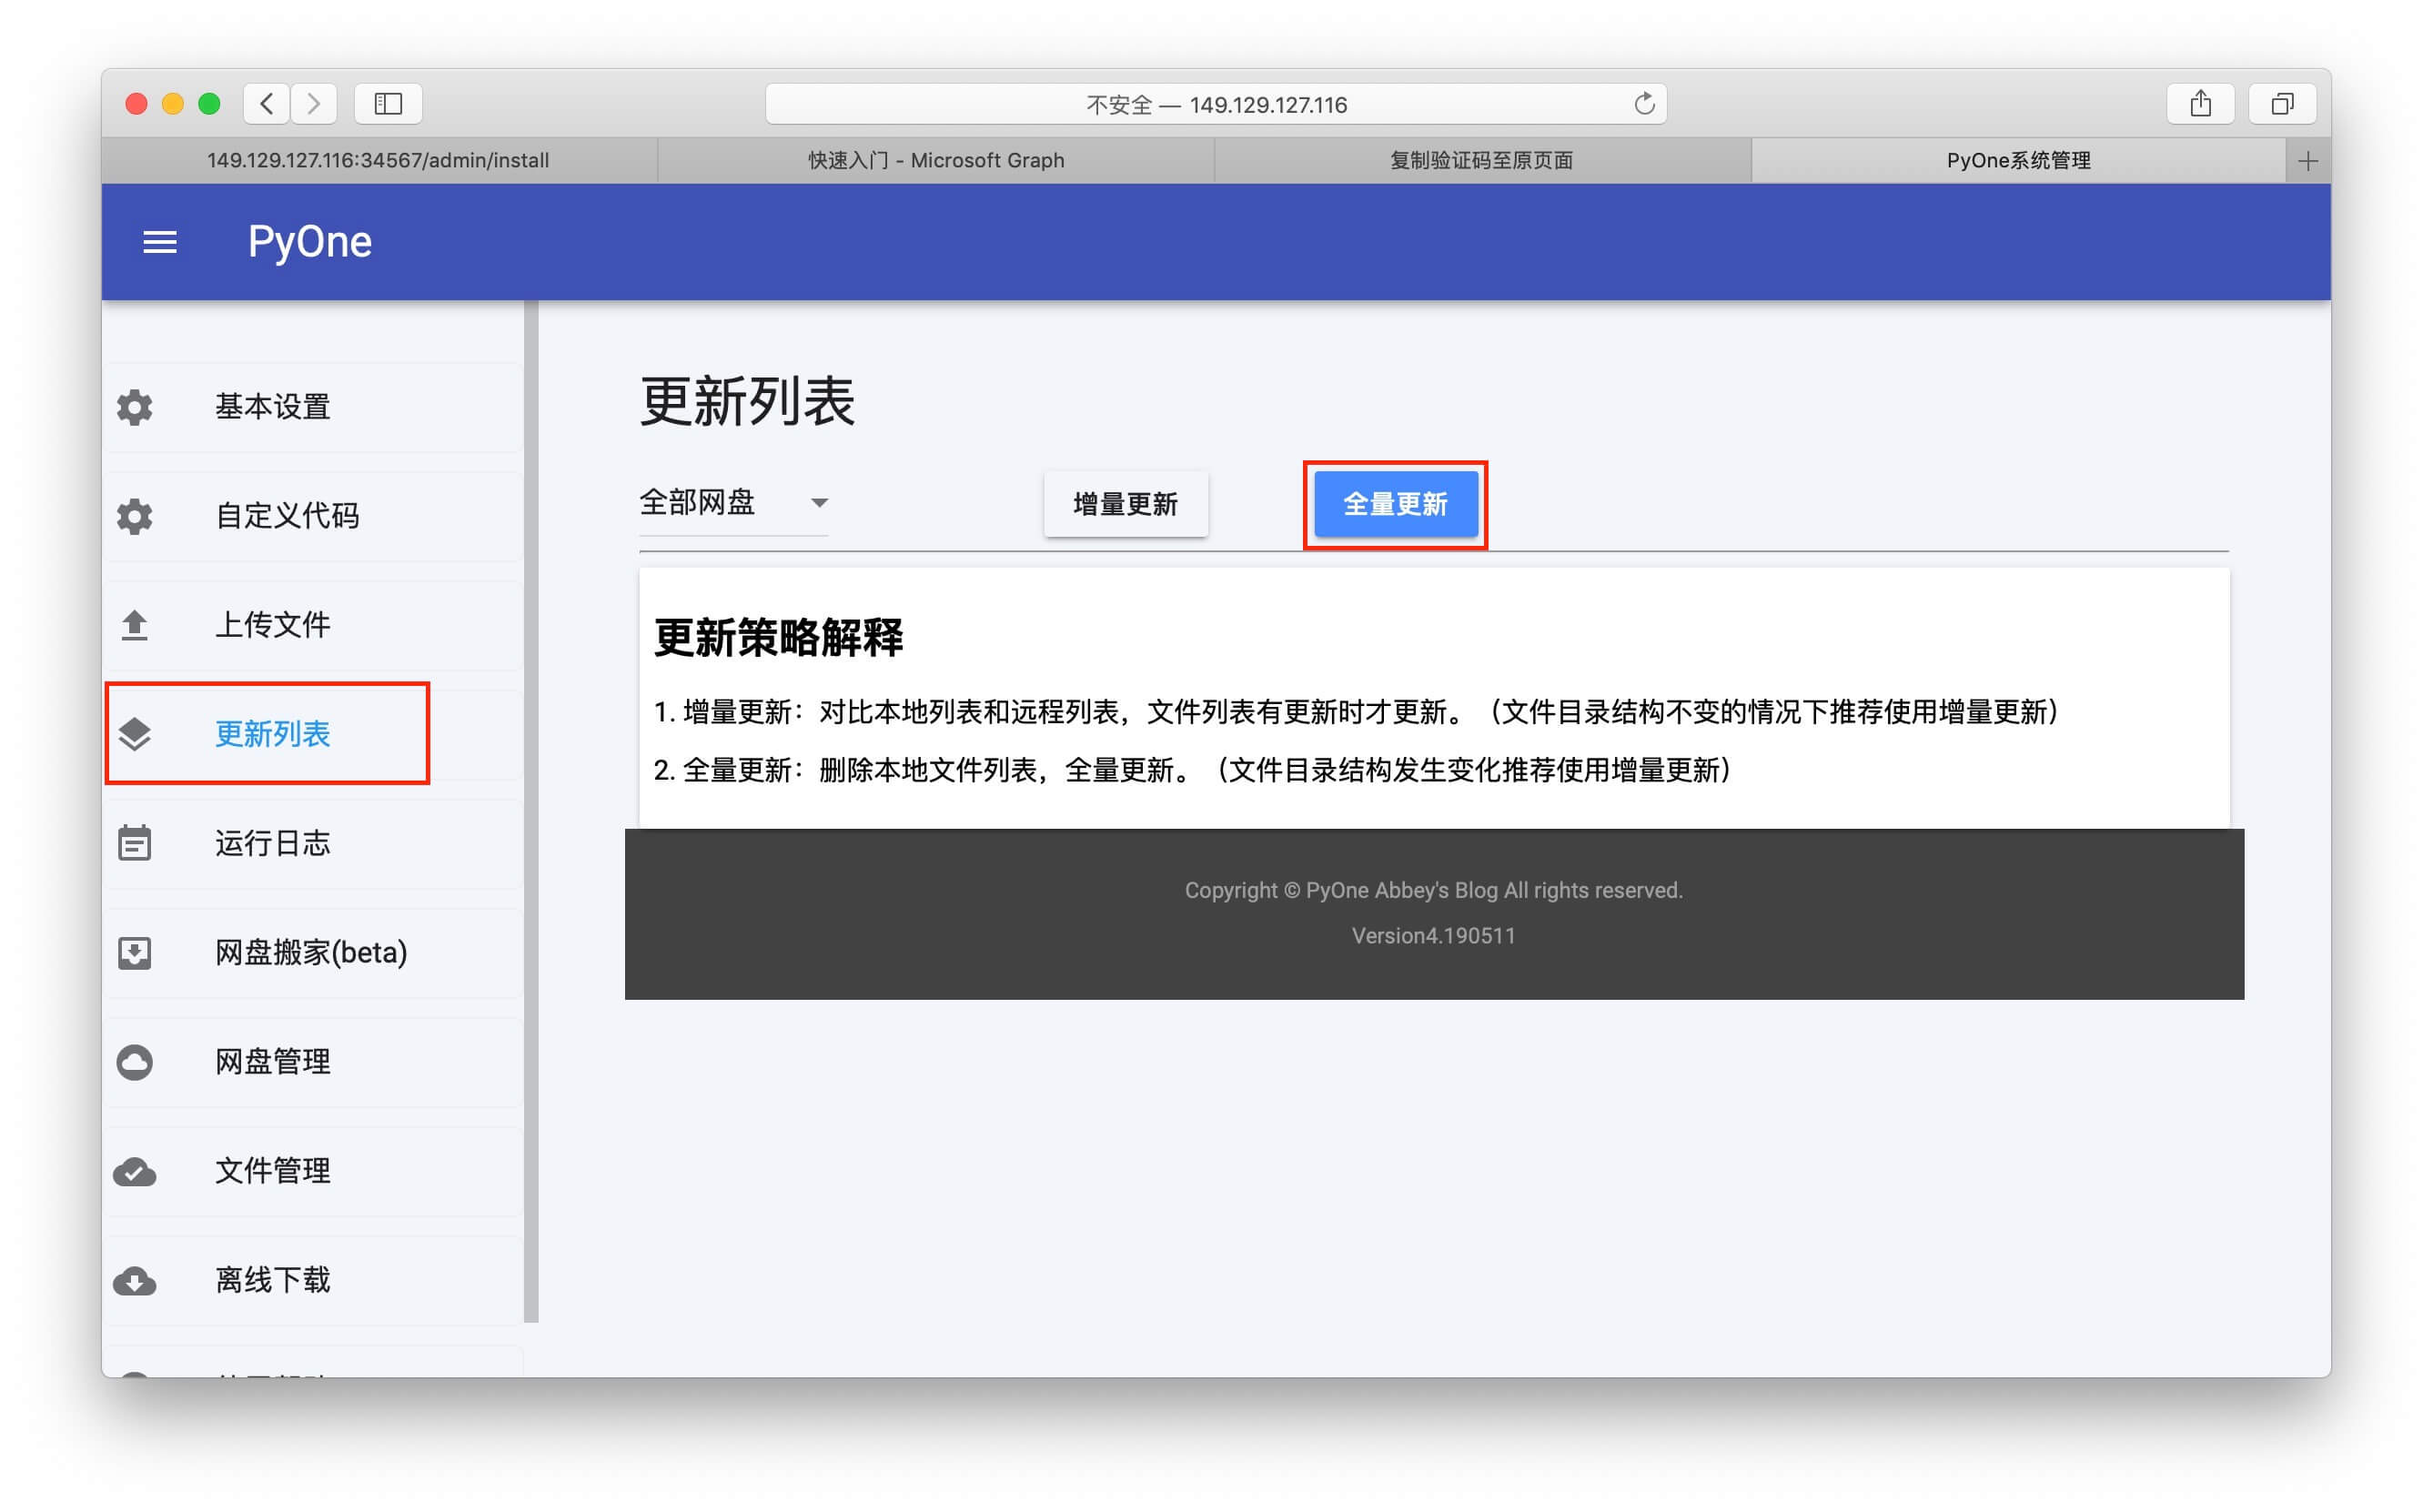 不安全 — 149.129.127.116
149.129.127.116:34567/admin/install
快速入门 - Microsoft Graph
复制验证码至原页面
PyOne系统管理
PyOne
基本设置
自定义代码
上传文件
更新列表
运行日志
网盘搬家(beta)
网盘管理
文件管理
离线下载
更新列表
全部网盘
增量更新
全量更新
更新策略解释
1. 增量更新：对比本地列表和远程列表，文件列表有更新时才更新。（文件目录结构不变的情况下推荐使用增量更新）
2. 全量更新：删除本地文件列表，全量更新。（文件目录结构发生变化推荐使用增量更新）
Copyright © PyOne Abbey's Blog All rights reserved.
Version4.190511